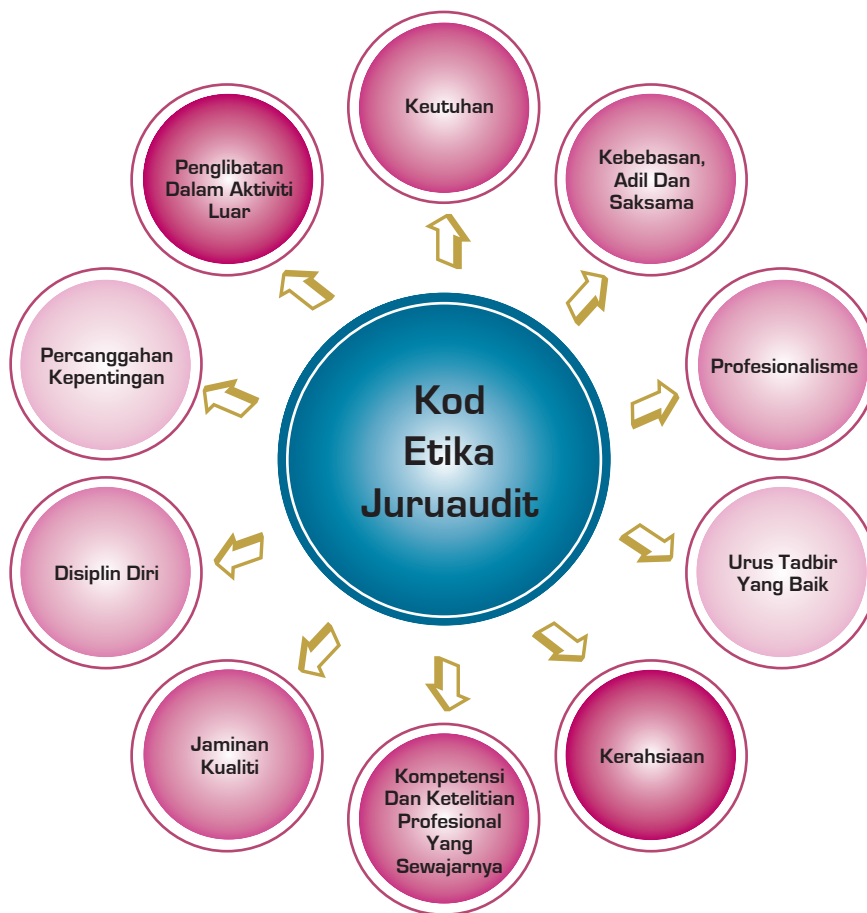 Kod
Etika
Juruaudit
Keutuhan
Kebebasan,
Adil Dan
Saksama
Profesionalisme
Urus Tadbir
Yang Baik
Kerahsiaan
Kompetensi
Dan Ketelitian
Profesional
Yang
Sewajarnya
Jaminan
Kualiti
Disiplin Diri
Percanggahan
Kepentingan
Penglibatan
Dalam Aktiviti
Luar